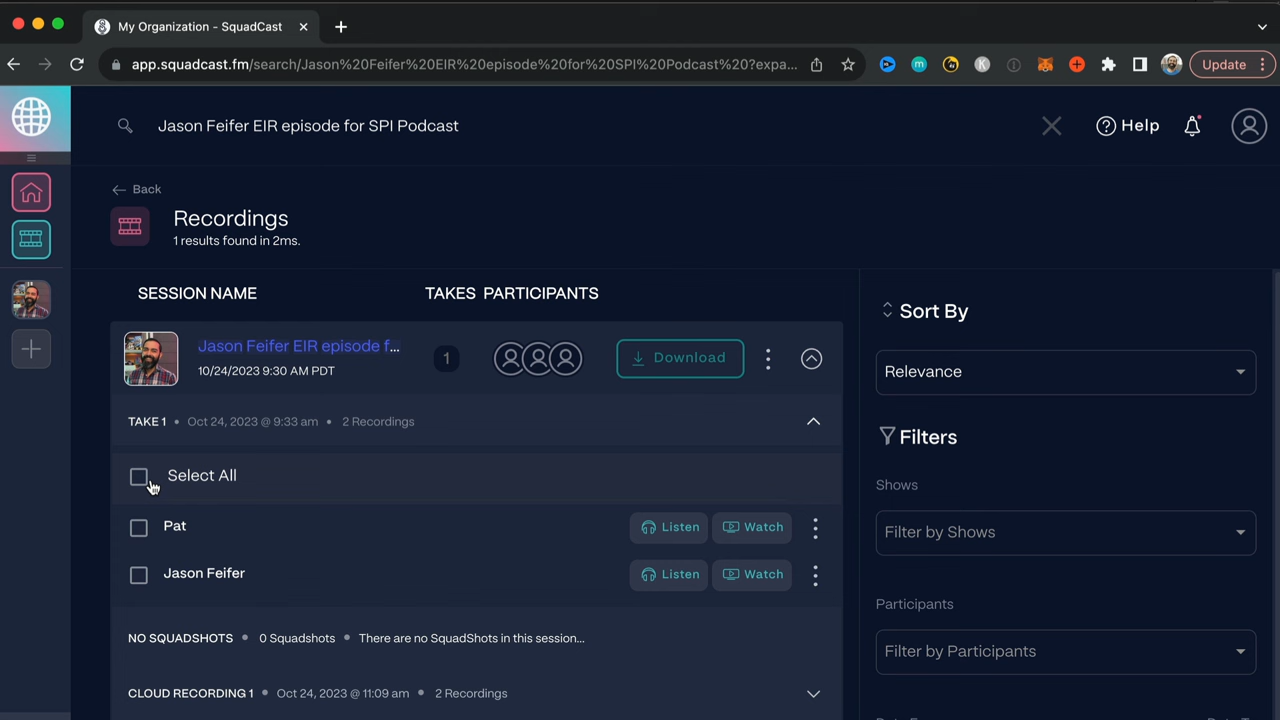 My Organization - SquadCast
app.squadcast.fm/search/Jason%20Feifer%20EIR%20episode%20for%20SPI%20Podcast%20?expa...
Update
Jason Feifer EIR episode for SPI Podcast
Help
Back
Recordings
1 results found in 2ms.
SESSION NAME TAKES PARTICIPANTS
Jason Feifer EIR episode f...
10/24/2023 9:30 AM PDT
1
Download
TAKE 1 • Oct 24, 2023 @ 9:33 am • 2 Recordings
Select All
Pat
Listen Watch
Jason Feifer
Listen Watch
NO SQUADSHOTS • 0 Squadshots • There are no SquadShots in this session...
CLOUD RECORDING 1 • Oct 24, 2023 @ 11:09 am • 2 Recordings
Sort By
Relevance
Filters
Shows
Filter by Shows
Participants
Filter by Participants